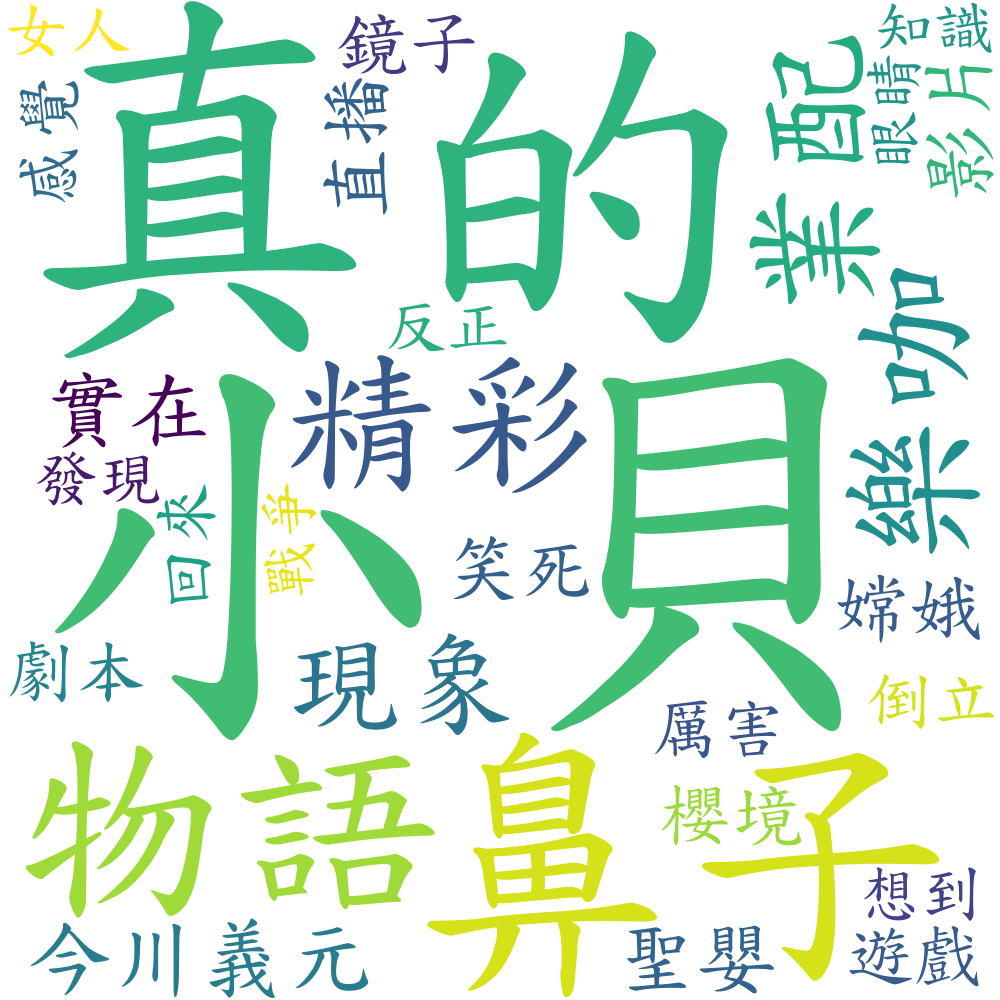 女人
真的
鏡子
知識
感覺
直播
業配
眼睛
影片
反正
樂咖
實在
精彩
小貝
發現
回來
戰爭
笑死
嫦娥
劇本
現象
倒立
厲害
物語
鼻子
櫻境
想到
今川義元
聖嬰
遊戲